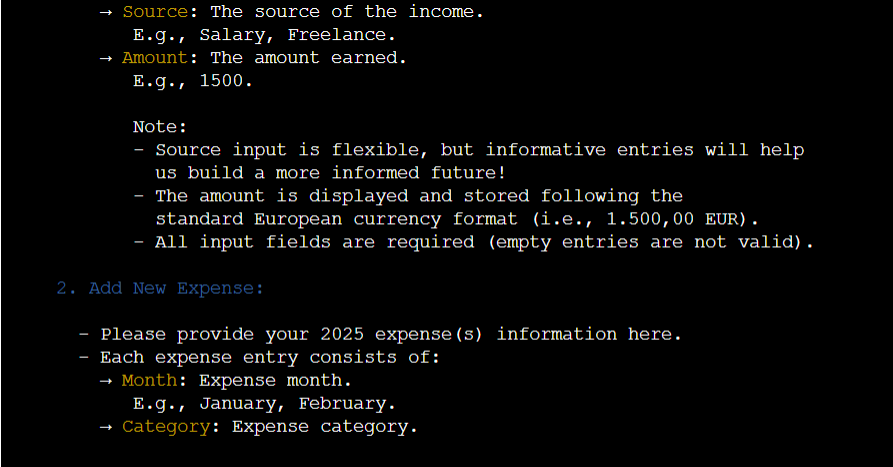 → Source: The source of the income.
E.g., Salary, Freelance.
→ Amount: The amount earned.
E.g., 1500.
Note:
- Source input is flexible, but informative entries will help
us build a more informed future!
- The amount is displayed and stored following the
standard European currency format (i.e., 1.500,00 EUR).
- All input fields are required (empty entries are not valid).
2. Add New Expense:
- Please provide your 2025 expense(s) information here.
- Each expense entry consists of:
→ Month: Expense month.
E.g., January, February.
→ Category: Expense category.